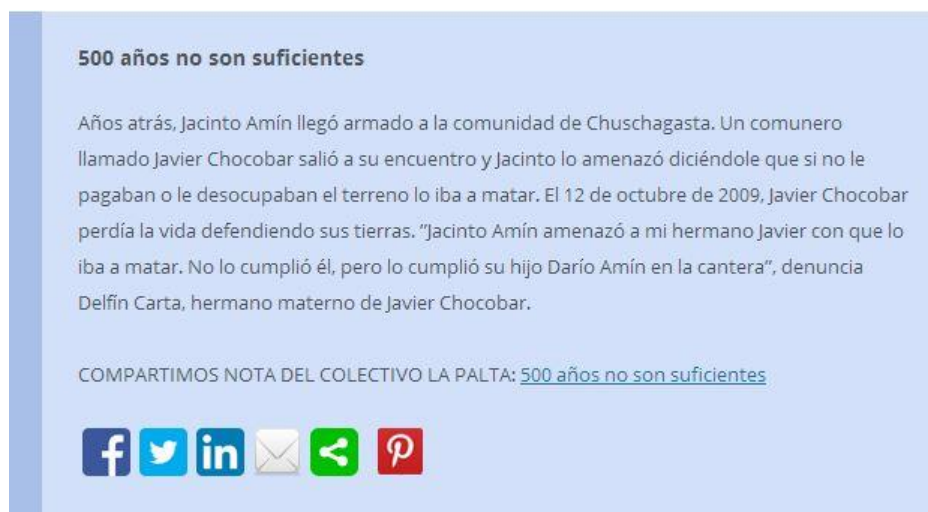 500 años no son suficientes
Años atrás, Jacinto Amín llegó armado a la comunidad de Chuschagasta. Un comunero
llamado Javier Chocobar salió a su encuentro y Jacinto lo amenazó diciéndole que si no le
pagaban o le desocupaban el terreno lo iba a matar. El 12 de octubre de 2009, Javier Chocobar
perdía la vida defendiendo sus tierras. “Jacinto Amín amenazó a mi hermano Javier con que lo
iba a matar. No lo cumplió él, pero lo cumplió su hijo Darío Amín en la cantera”, denuncia
Delfín Carta, hermano materno de Javier Chocobar.
COMPARTIMOS NOTA DEL COLECTIVO LA PALTA: 500 años no son suficientes